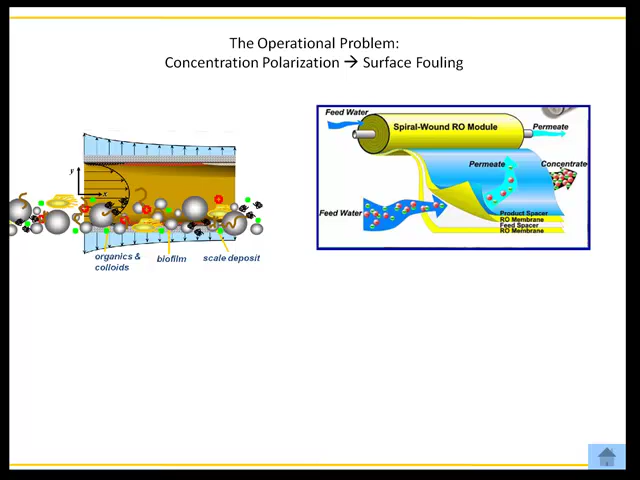 The Operational Problem:
Concentration Polarization → Surface Fouling
y
x
organics &
colloids
biofilm
scale deposit
Feed Water
Spiral-Wound RO Module
Permeate
Permeate
Concentrate
Feed Water
Product Spacer
RO Membrane
Feed Spacer
RO Membrane